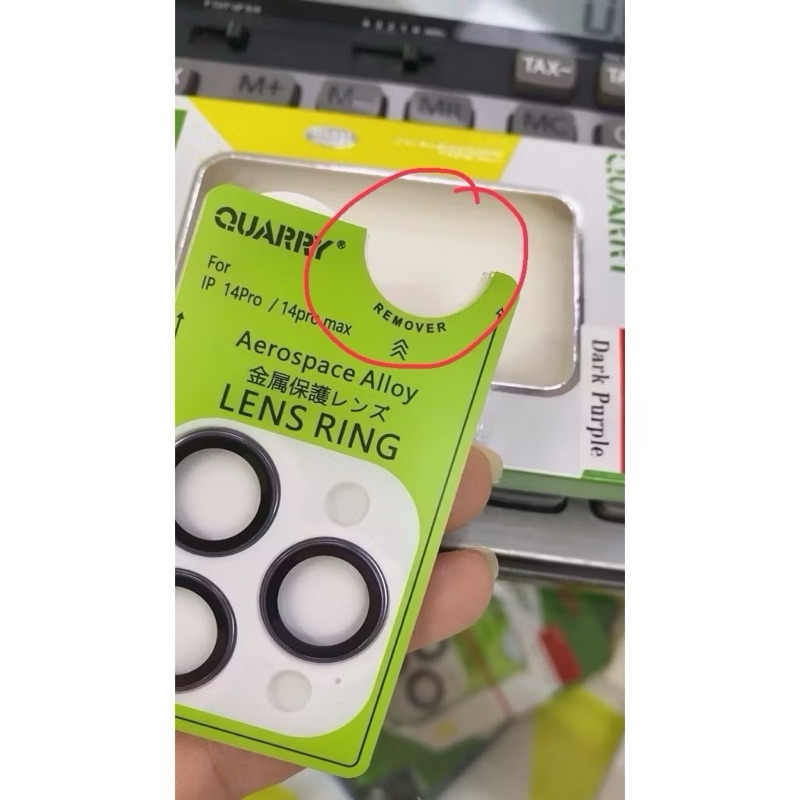 TAX-
M+
M-
MR
MC
QUARRY®
For
IP 14Pro / 14pro max
REMOVER
Aerospace Alloy
金属保護レンズ
LENS RING
QUARRY
Dark Purple